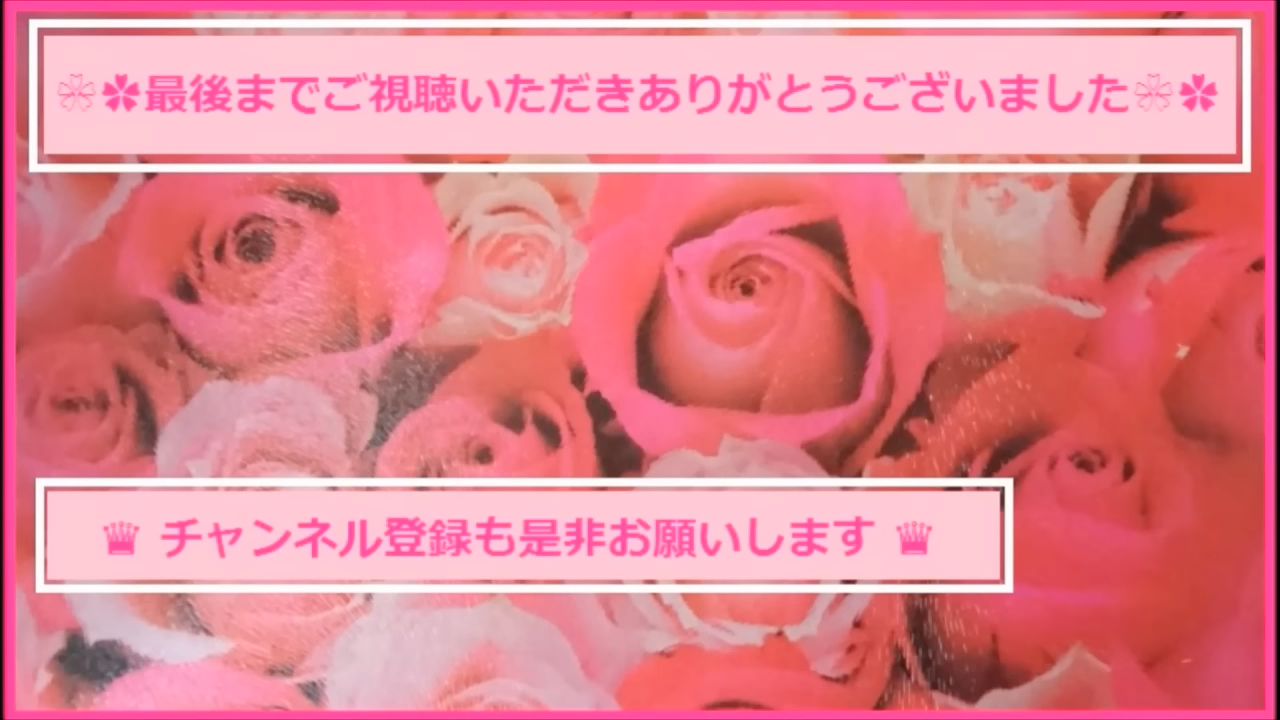 ❀✿最後までご視聴いただきありがとうございました❀✿
♛ チャンネル登録も是非お願いします ♛